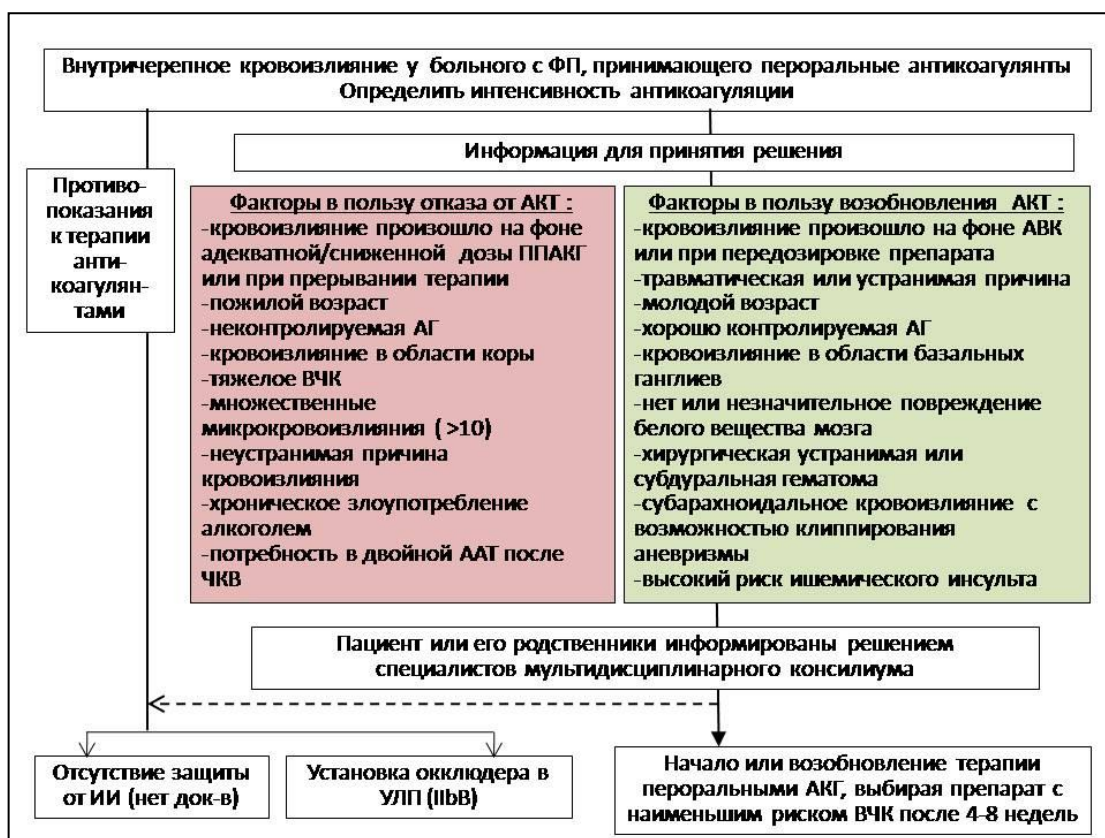 Внутричерепное кровоизлияние у больного с ФП, принимающего пероральные антикоагулянты
Определить интенсивность антикоагуляции
Информация для принятия решения
Противо-
показания
к терапии
анти-
коагулян-
тами
Факторы в пользу отказа от АКТ :
-кровоизлияние произошло на фоне
адекватной/сниженной дозы ППАКГ
или при прерывании терапии
-пожилой возраст
-неконтролируемая АГ
-кровоизлияние в области коры
-тяжелое ВЧК
-множественные
микрокровоизлияния ( >10)
-неустранимая причина
кровоизлияния
-хроническое злоупотребление
алкоголем
-потребность в двойной ААТ после
ЧКВ
Факторы в пользу возобновления АКТ :
-кровоизлияние произошло на фоне АВК
или при передозировке препарата
-травматическая или устранимая причина
-молодой возраст
-хорошо контролируемая АГ
-кровоизлияние в области базальных
ганглиев
-нет или незначительное повреждение
белого вещества мозга
-хирургическая устранимая или
субдуральная гематома
-субарахноидальное кровоизлияние с
возможностью клиппирования
аневризмы
-высокий риск ишемического инсульта
Пациент или его родственники информированы решением
специалистов мультидисциплинарного консилиума
Отсутствие защиты
от ИИ (нет док-в)
Установка окклюдера в
УЛП (IIbB)
Начало или возобновление терапии
пероральными АКГ, выбирая препарат с
наименьшим риском ВЧК после 4-8 недель